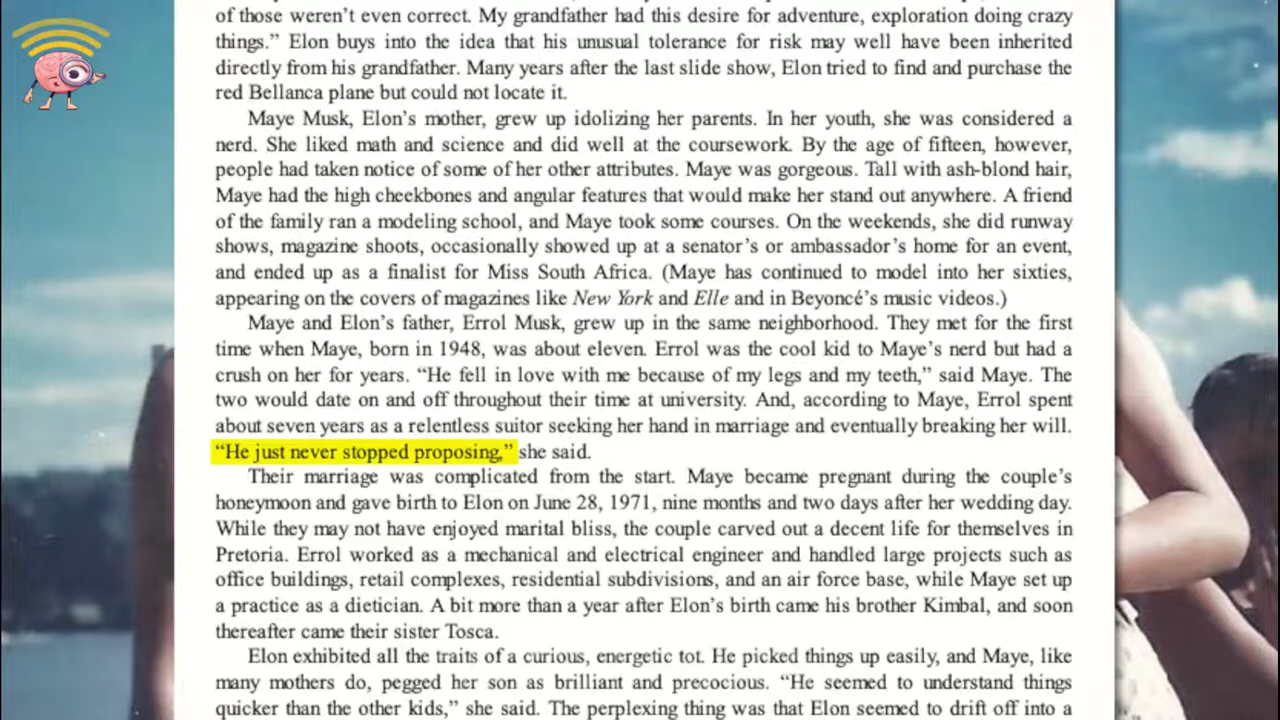 of those weren’t even correct. My grandfather had this desire for adventure, exploration doing crazy
things.” Elon buys into the idea that his unusual tolerance for risk may well have been inherited
directly from his grandfather. Many years after the last slide show, Elon tried to find and purchase the
red Bellanca plane but could not locate it.
Maye Musk, Elon’s mother, grew up idolizing her parents. In her youth, she was considered a
nerd. She liked math and science and did well at the coursework. By the age of fifteen, however,
people had taken notice of some of her other attributes. Maye was gorgeous. Tall with ash-blond hair,
Maye had the high cheekbones and angular features that would make her stand out anywhere. A friend
of the family ran a modeling school, and Maye took some courses. On the weekends, she did runway
shows, magazine shoots, occasionally showed up at a senator’s or ambassador’s home for an event,
and ended up as a finalist for Miss South Africa. (Maye has continued to model into her sixties,
appearing on the covers of magazines like New York and Elle and in Beyoncé’s music videos.)
Maye and Elon’s father, Errol Musk, grew up in the same neighborhood. They met for the first
time when Maye, born in 1948, was about eleven. Errol was the cool kid to Maye’s nerd but had a
crush on her for years. “He fell in love with me because of my legs and my teeth,” said Maye. The
two would date on and off throughout their time at university. And, according to Maye, Errol spent
about seven years as a relentless suitor seeking her hand in marriage and eventually breaking her will.
“He just never stopped proposing,” she said.
Their marriage was complicated from the start. Maye became pregnant during the couple’s
honeymoon and gave birth to Elon on June 28, 1971, nine months and two days after her wedding day.
While they may not have enjoyed marital bliss, the couple carved out a decent life for themselves in
Pretoria. Errol worked as a mechanical and electrical engineer and handled large projects such as
office buildings, retail complexes, residential subdivisions, and an air force base, while Maye set up
a practice as a dietician. A bit more than a year after Elon’s birth came his brother Kimbal, and soon
thereafter came their sister Tosca.
Elon exhibited all the traits of a curious, energetic tot. He picked things up easily, and Maye, like
many mothers do, pegged her son as brilliant and precocious. “He seemed to understand things
quicker than the other kids,” she said. The perplexing thing was that Elon seemed to drift off into a